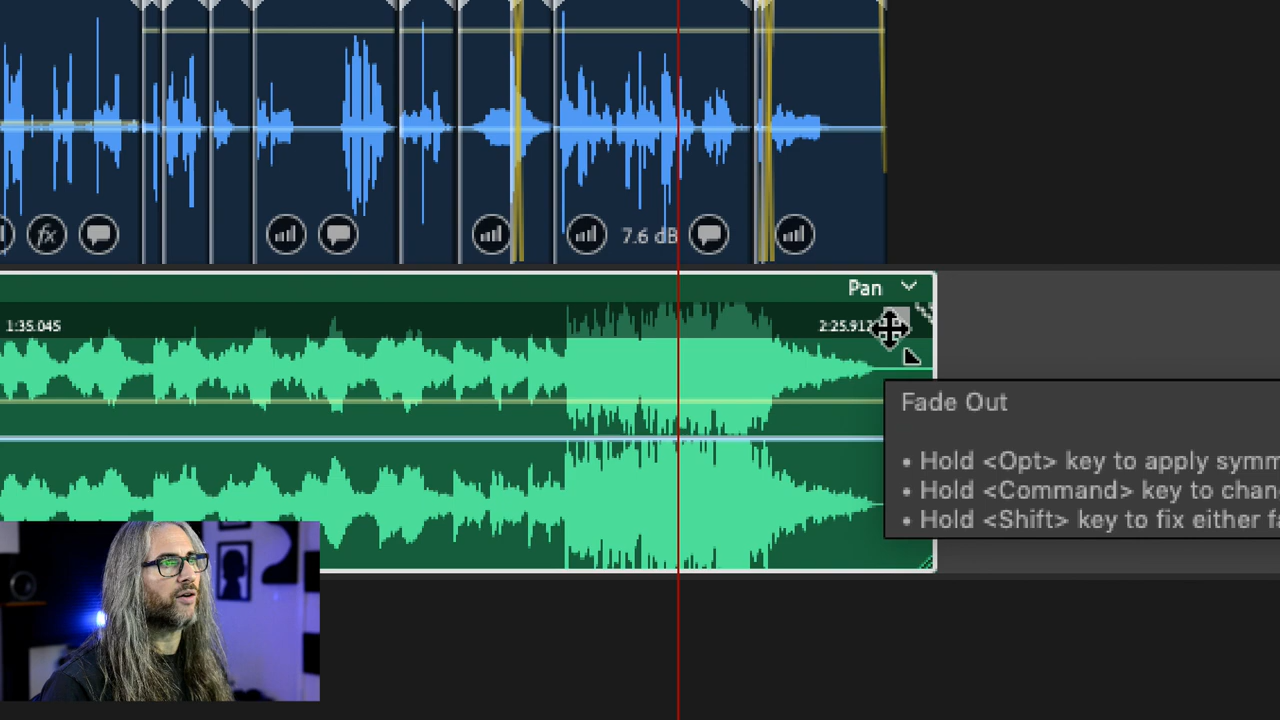 fx
7.6 dB
Pan
1:35.045
2:25.912
Fade Out
• Hold <Opt> key to apply symm
• Hold <Command> key to chan
• Hold <Shift> key to fix either fa